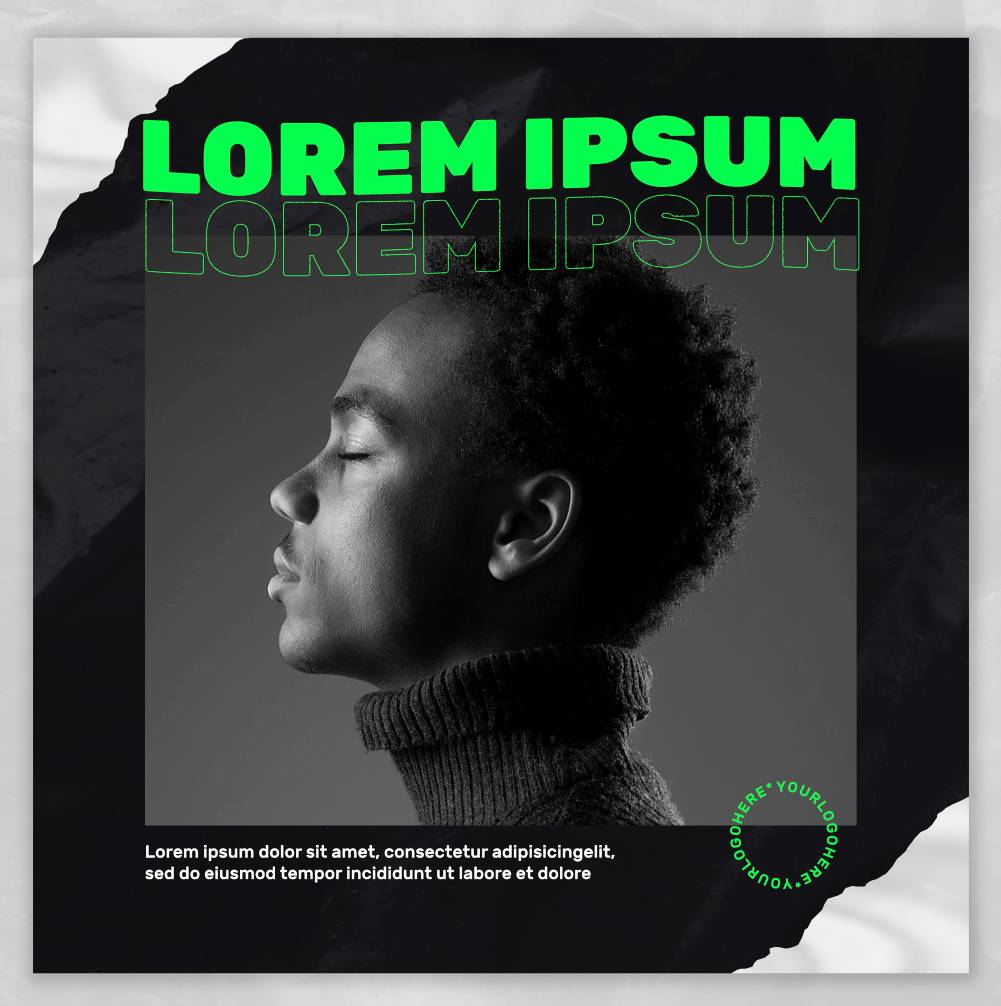 LOREM IPSUM
LOREM IPSUM
Lorem ipsum dolor sit amet, consectetur adipisicingelit,
sed do eiusmod tempor incididunt ut labore et dolore
YOURLOGOHERE*YOURLOGOHERE*